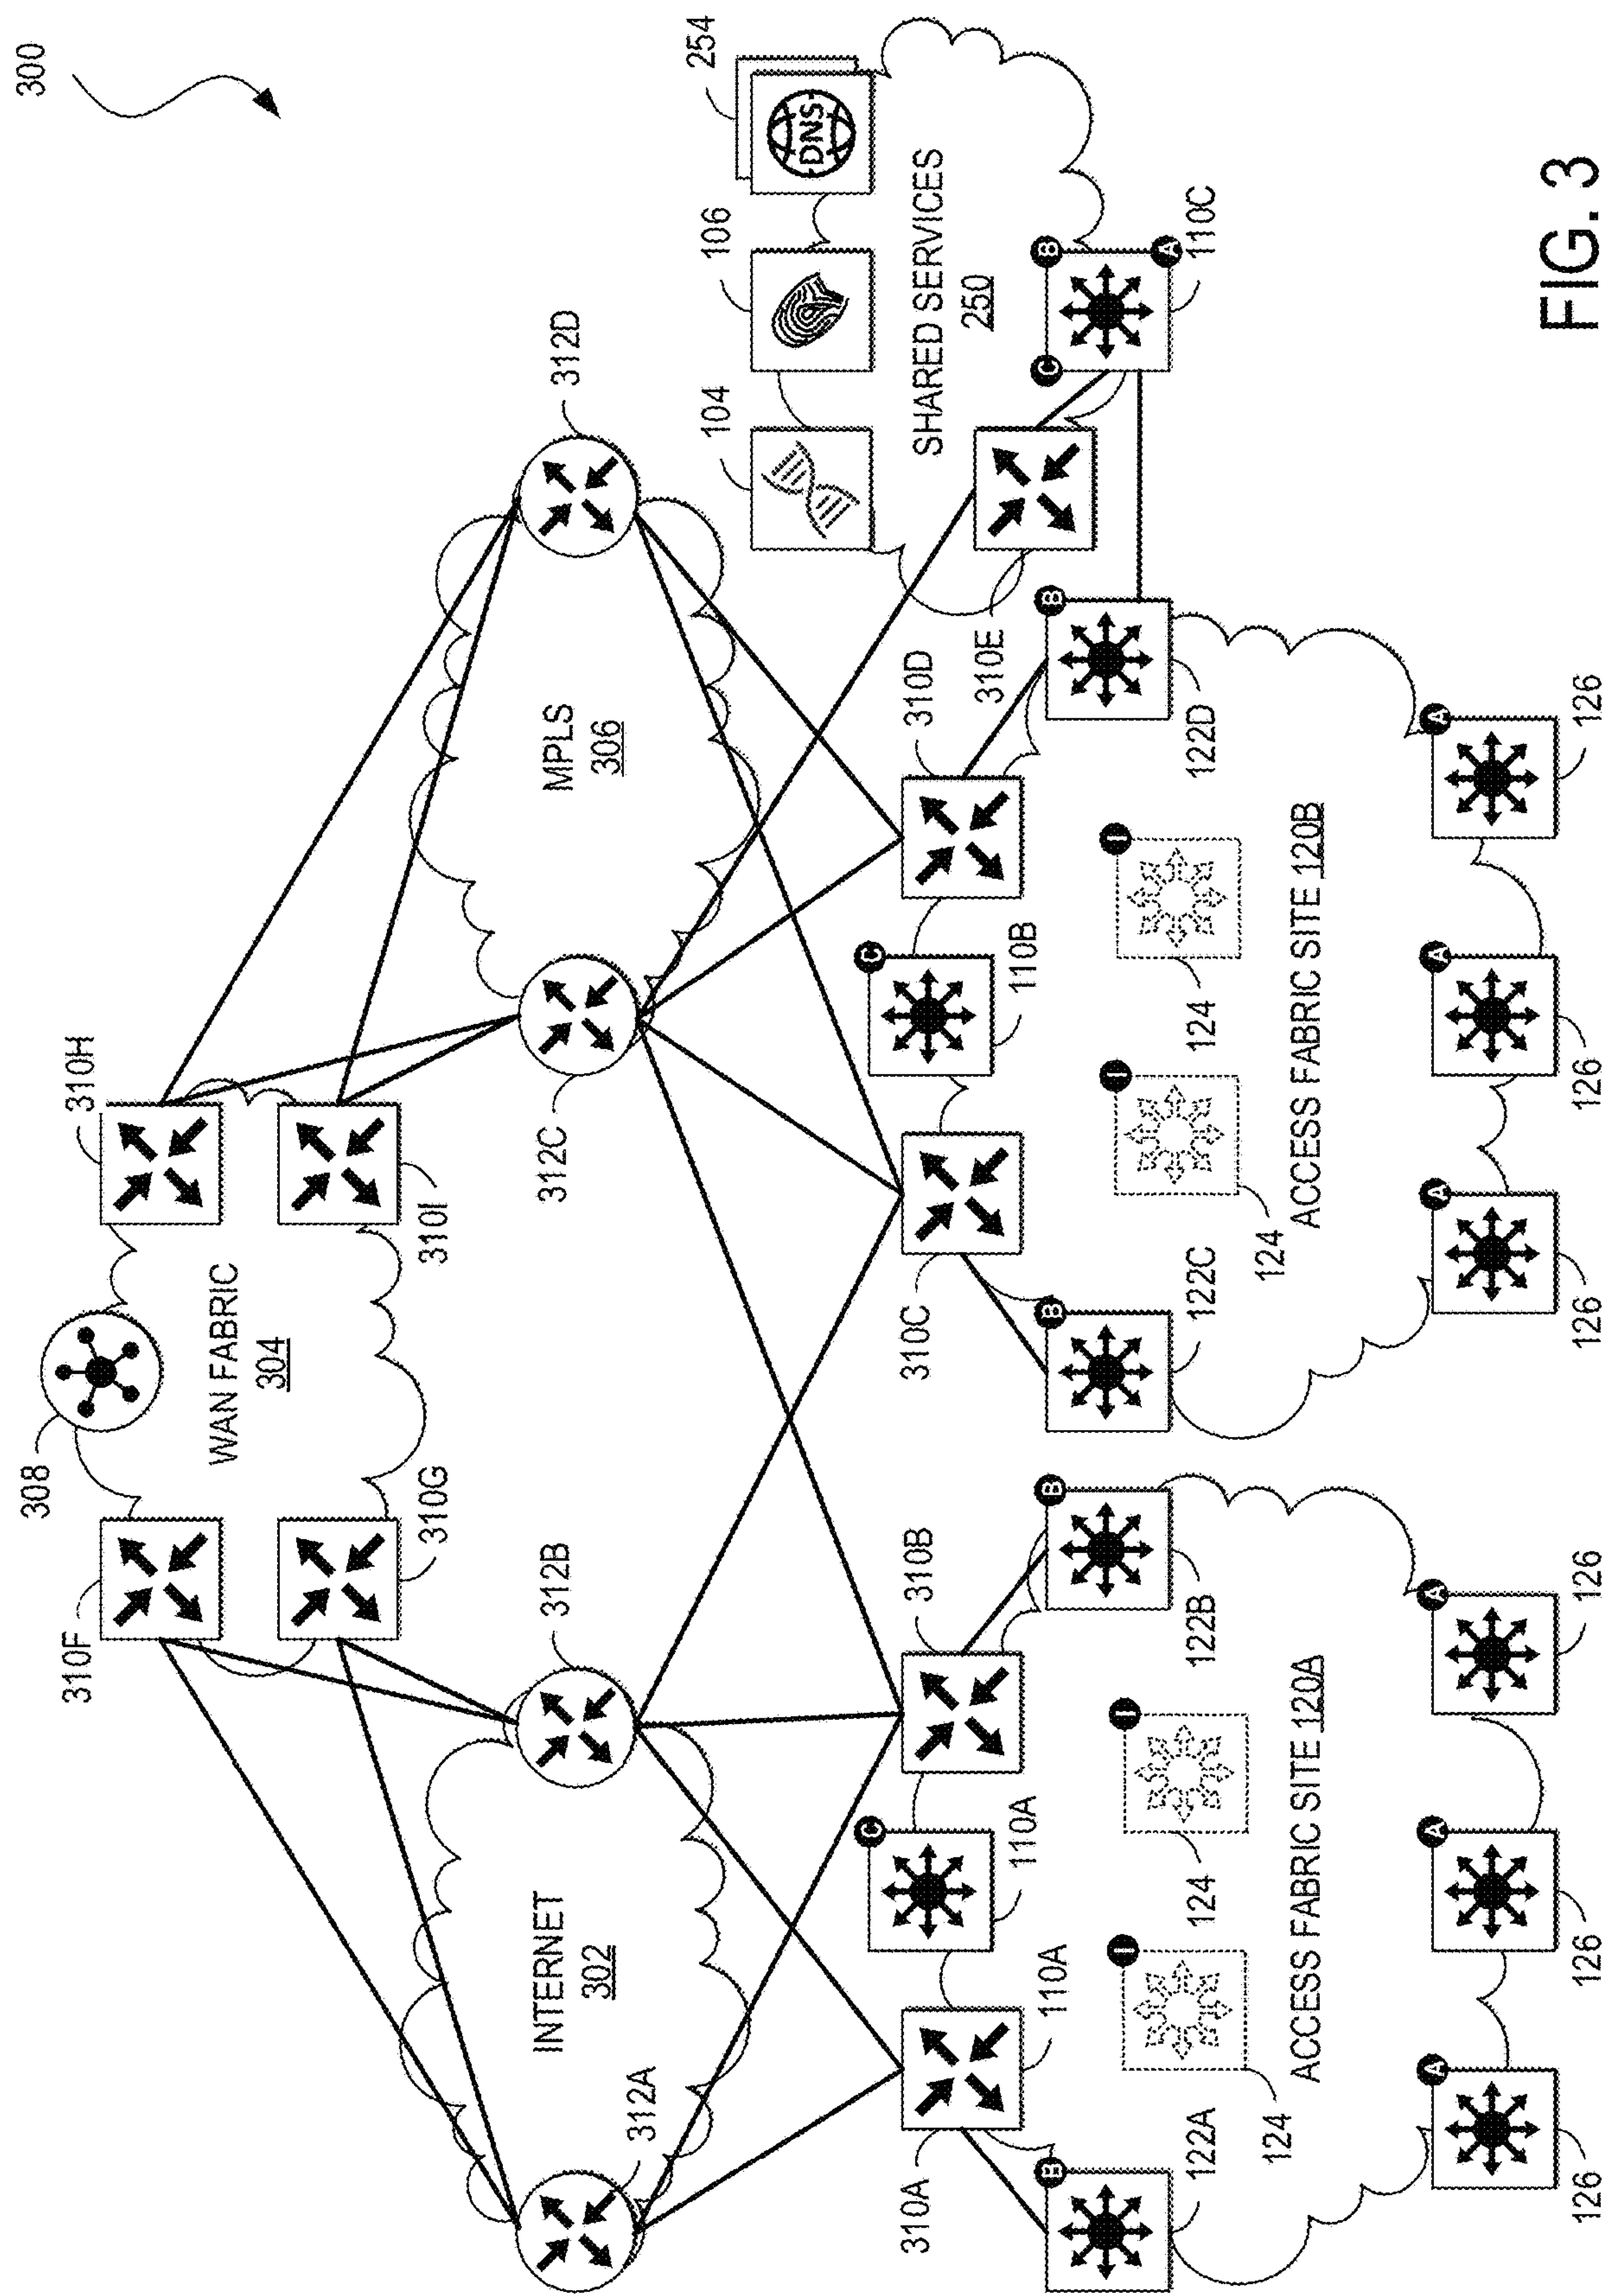 300
308
310F
310H
WAN FABRIC
304
310G
310I
312B
312D
INTERNET
302
312A
312C
MPLS
306
104
106
254
DNS
SHARED SERVICES
250
C
B
A
110C
310E
C
110A
310B
C
110B
310D
310A
110A
310C
B
B
B
B
122A
122B
122C
122D
I
I
I
I
124
124
124
124
ACCESS FABRIC SITE 120A
ACCESS FABRIC SITE 120B
A
A
A
A
A
A
126
126
126
126
126
126
FIG. 3